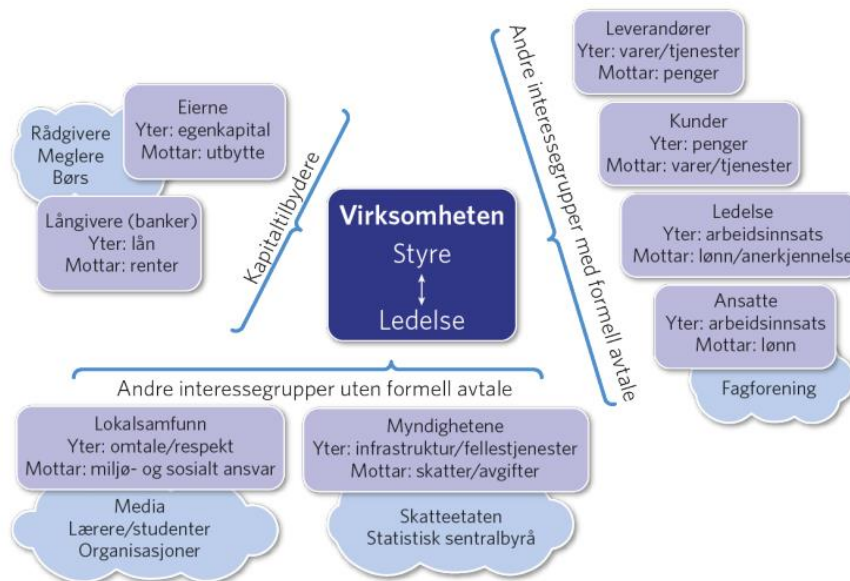 Rådgivere
Meglere
Børs
Eierne
Yter: egenkapital
Mottar: utbytte
Långivere (banker)
Yter: lån
Mottar: renter
Kapitaltilbydere
Virksomheten
Styre
Ledelse
Andre interessegrupper med formell avtale
Leverandører
Yter: varer/tjenester
Mottar: penger
Kunder
Yter: penger
Mottar: varer/tjenester
Ledelse
Yter: arbeidsinnsats
Mottar: lønn/anerkjennelse
Ansatte
Yter: arbeidsinnsats
Mottar: lønn
Fagforening
Andre interessegrupper uten formell avtale
Lokalsamfunn
Yter: omtale/respekt
Mottar: miljø- og sosialt ansvar
Media
Lærere/studenter
Organisasjoner
Myndighetene
Yter: infrastruktur/fellestjenester
Mottar: skatter/avgifter
Skatteetaten
Statistisk sentralbyrå